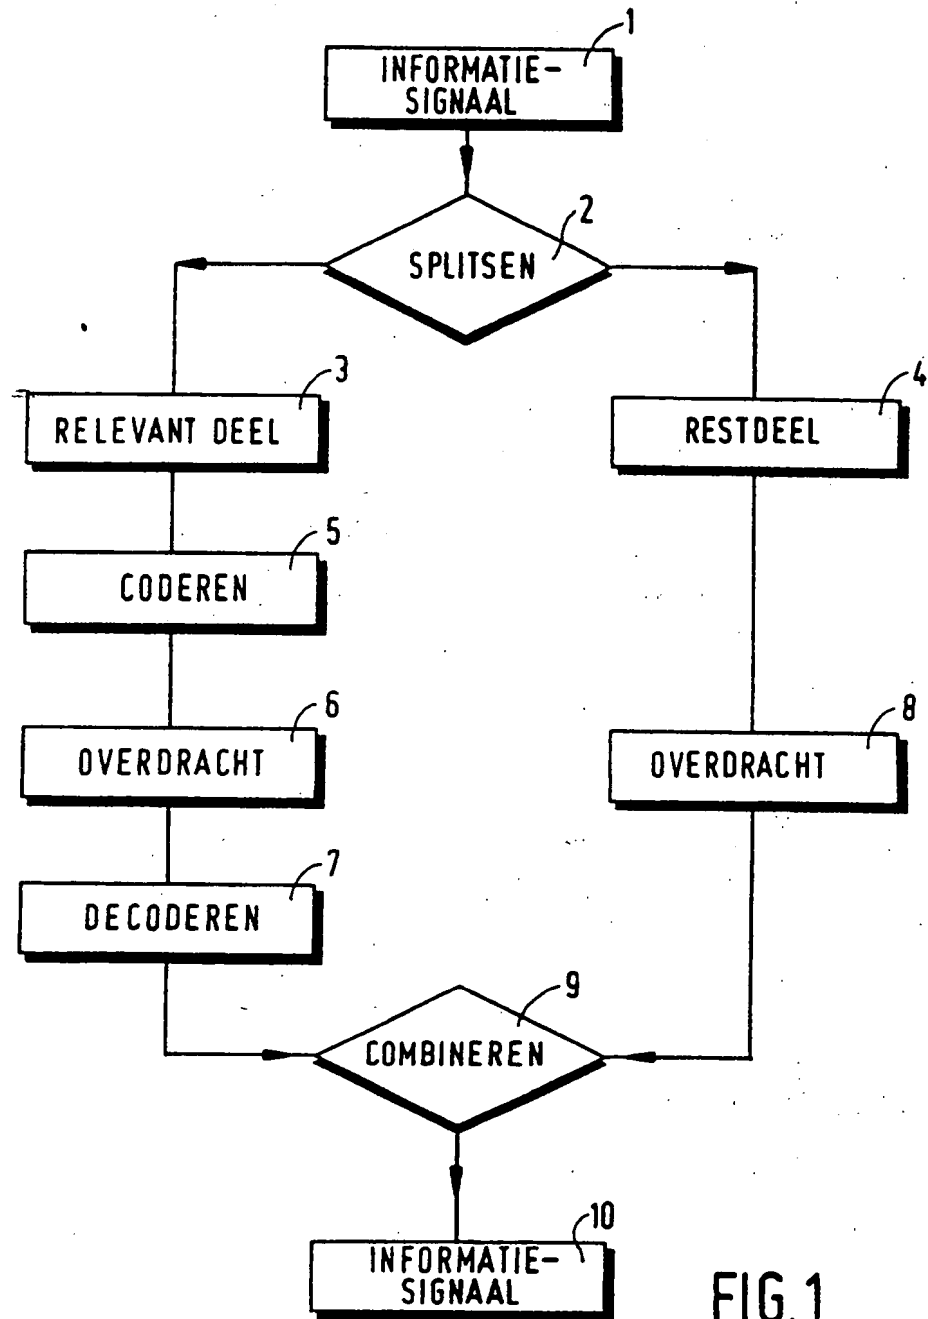 1
INFORMATIE-
SIGNAAL
2
SPLITSEN
3
RELEVANT DEEL
4
RESTDEEL
5
CODEREN
6
OVERDRACHT
8
OVERDRACHT
7
DECODEREN
9
COMBINEREN
10
INFORMATIE-
SIGNAAL
FIG.1